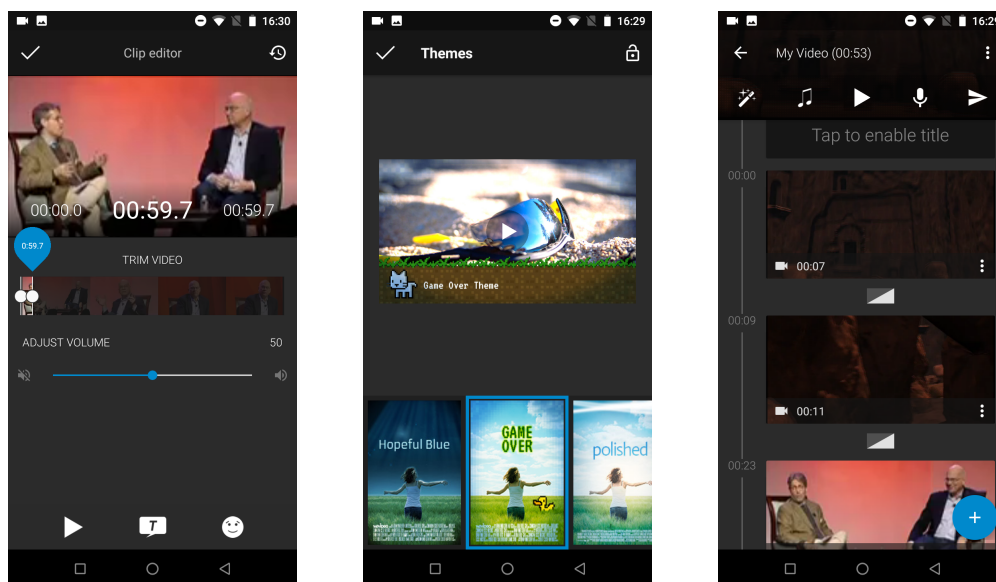 16:30
Clip editor
00:00.0
00:59.7
00:59.7
0:59.7
TRIM VIDEO
ADJUST VOLUME
50
T
16:29
Themes
Game Over Theme
Hopeful Blue
GAME
OVER
polished
16:29
My Video (00:53)
Tap to enable title
00:00
00:07
00:09
00:11
00:23
+